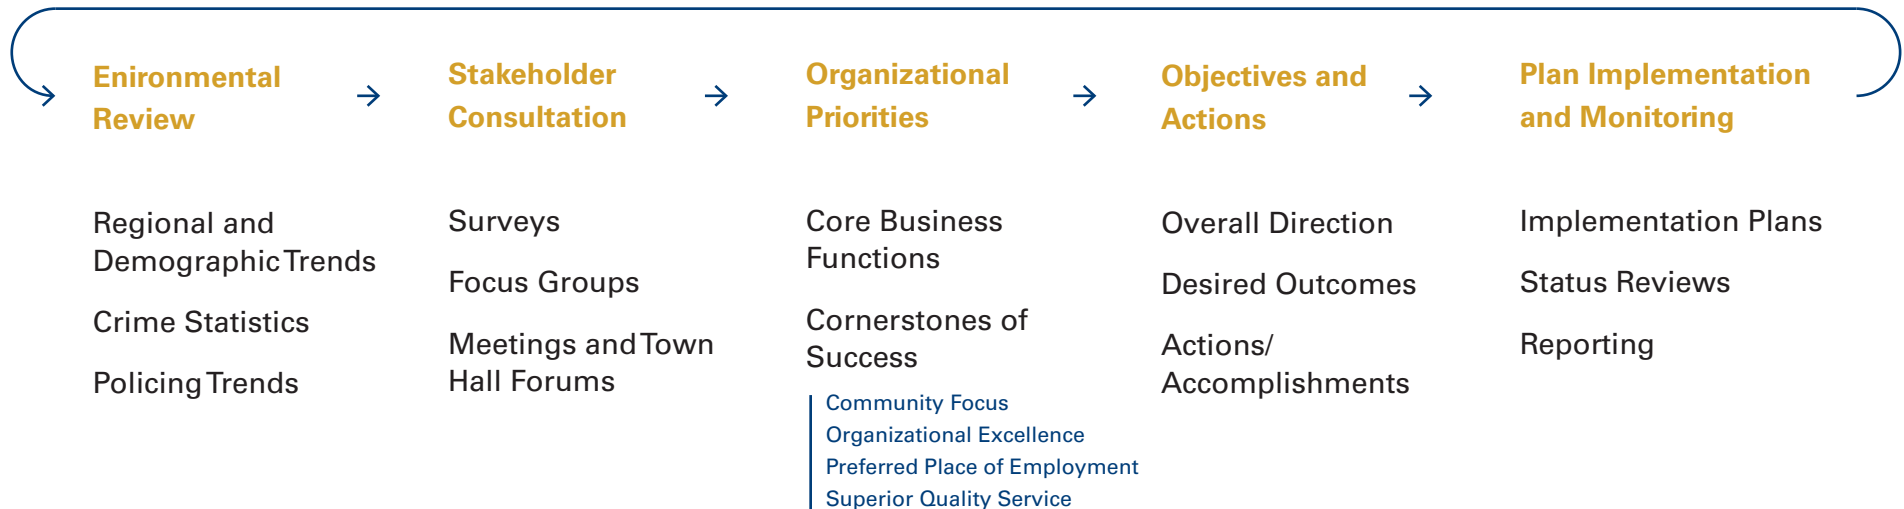 Enironmental
Review
Regional and
Demographic Trends
Crime Statistics
Policing Trends
Stakeholder
Consultation
Surveys
Focus Groups
Meetings and Town
Hall Forums
Organizational
Priorities
Core Business
Functions
Cornerstones of
Success
Community Focus
Organizational Excellence
Preferred Place of Employment
Superior Quality Service
Objectives and
Actions
Overall Direction
Desired Outcomes
Actions/
Accomplishments
Plan Implementation
and Monitoring
Implementation Plans
Status Reviews
Reporting